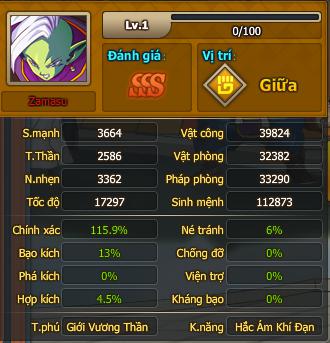 Lv.1
0/100
Zamasu
Đánh giá:
SSS
Vị trí:
Giữa
S.mạnh 3664 Vật công 39824
T.Thần 2586 Vật phòng 32382
N.nhẹn 3362 Pháp phòng 33290
Tốc độ 17297 Sinh mệnh 112873
Chính xác 115.9% Né tránh 6%
Bạo kích 13% Chống đỡ 0%
Phá kích 0% Viện trợ 0%
Hợp kích 4.5% Kháng bạo 0%
T.phú Giới Vương Thần K.năng Hắc Ám Khí Đạn